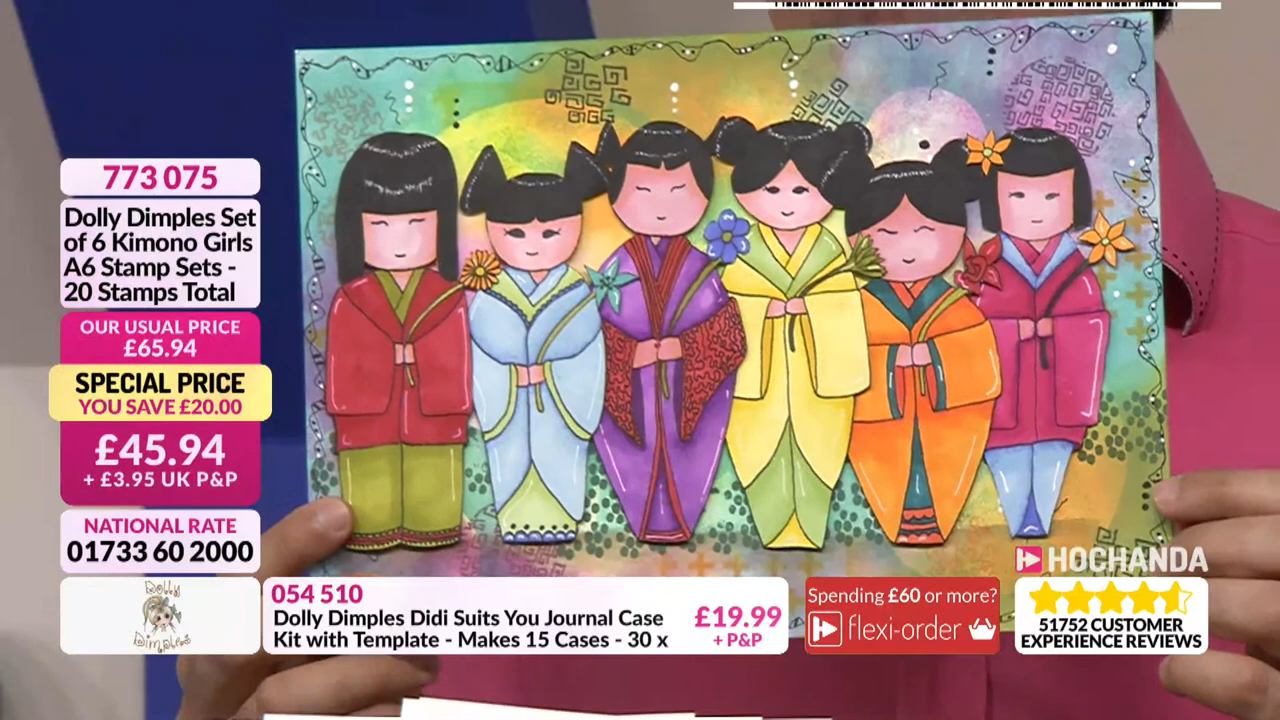 773 075
Dolly Dimples Set
of 6 Kimono Girls
A6 Stamp Sets -
20 Stamps Total
OUR USUAL PRICE
£65.94
SPECIAL PRICE
YOU SAVE £20.00
£45.94
+ £3.95 UK P&P
NATIONAL RATE
01733 60 2000
Dolly
Dimples
054 510
Dolly Dimples Didi Suits You Journal Case
Kit with Template - Makes 15 Cases - 30 x
£19.99
+ P&P
Spending £60 or more?
flexi-order
HOCHANDA
51752 CUSTOMER
EXPERIENCE REVIEWS